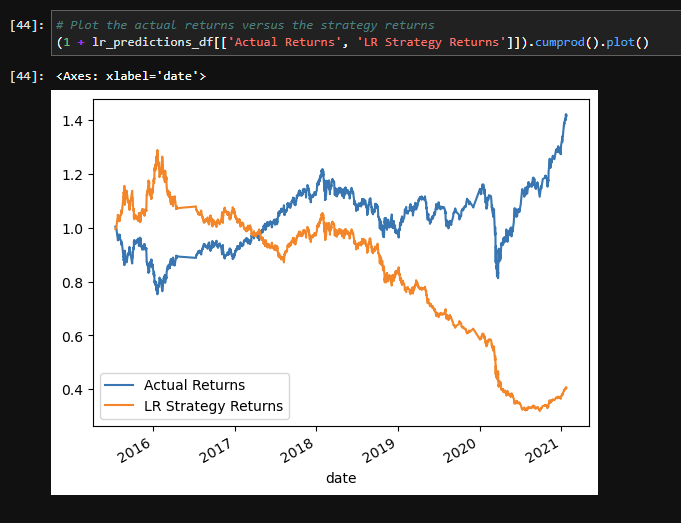 [44]: # Plot the actual returns versus the strategy returns
(1 + lr_predictions_df[['Actual Returns', 'LR Strategy Returns']]).cumprod().plot()
[44]: <Axes: xlabel='date'>
1.4
1.2
1.0
0.8
0.6
0.4
Actual Returns
LR Strategy Returns
2016 2017 2018 2019 2020 2021
date